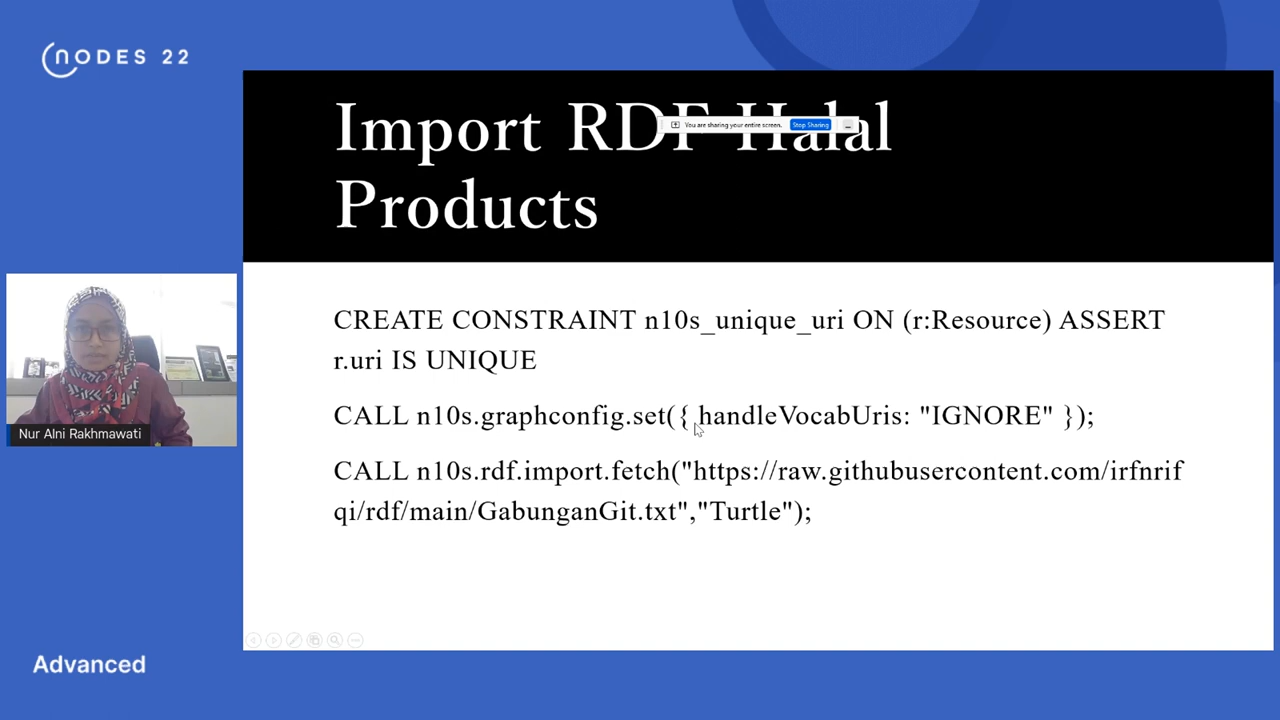 NODES 22
Import RDF Halal
You are sharing your entire screen. Stop Sharing
Products
CREATE CONSTRAINT n10s_unique_uri ON (r:Resource) ASSERT
r.uri IS UNIQUE
CALL n10s.graphconfig.set({ handleVocabUris: "IGNORE" });
CALL n10s.rdf.import.fetch("https://raw.githubusercontent.com/irfnrif
qi/rdf/main/GabunganGit.txt","Turtle");
Nur Aini Rakhmawati
Advanced